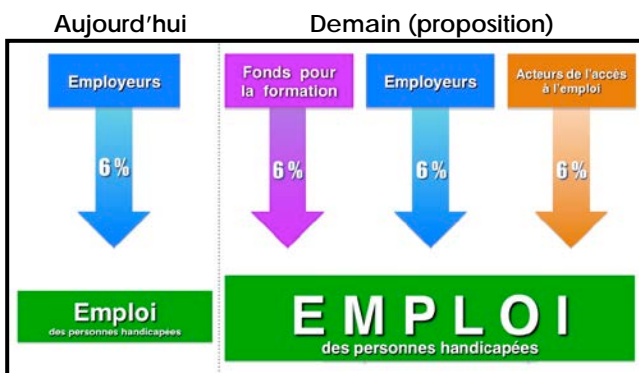 Aujourd'hui
Demain (proposition)
Employeurs
6 %
Emploi
des personnes handicapées
Fonds pour
la formation
6 %
Employeurs
6 %
Acteurs de l'accès
à l'emploi
6 %
EMPLOI
des personnes handicapées